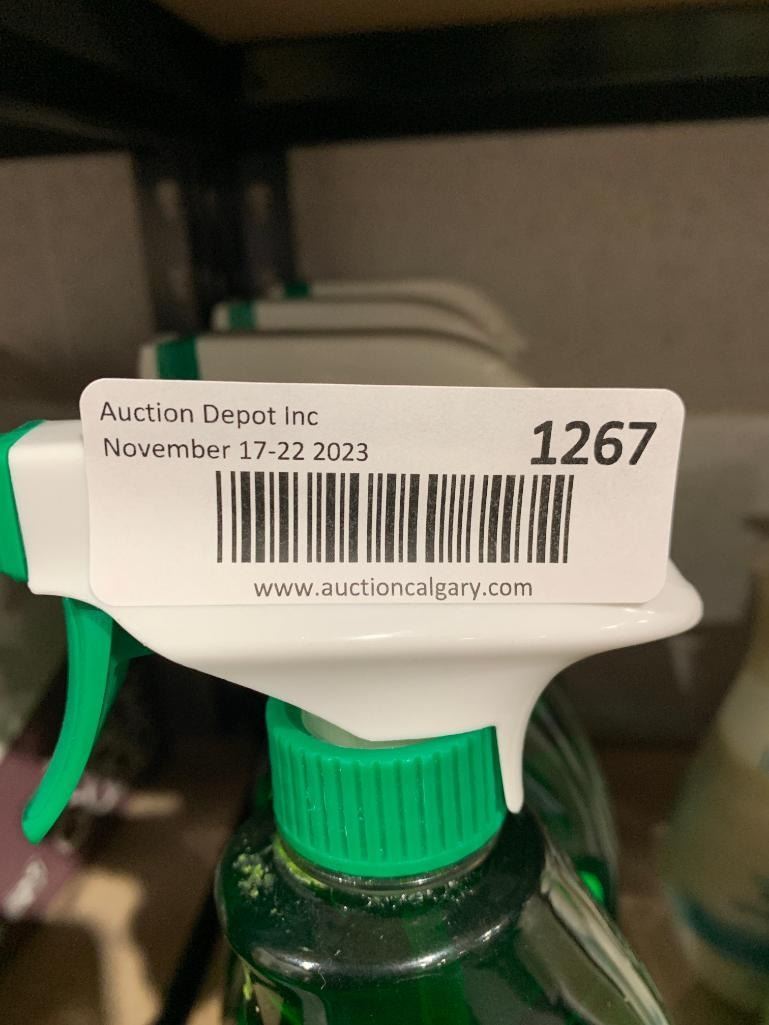 Auction Depot Inc
November 17-22 2023
1267
www.auctioncalgary.com